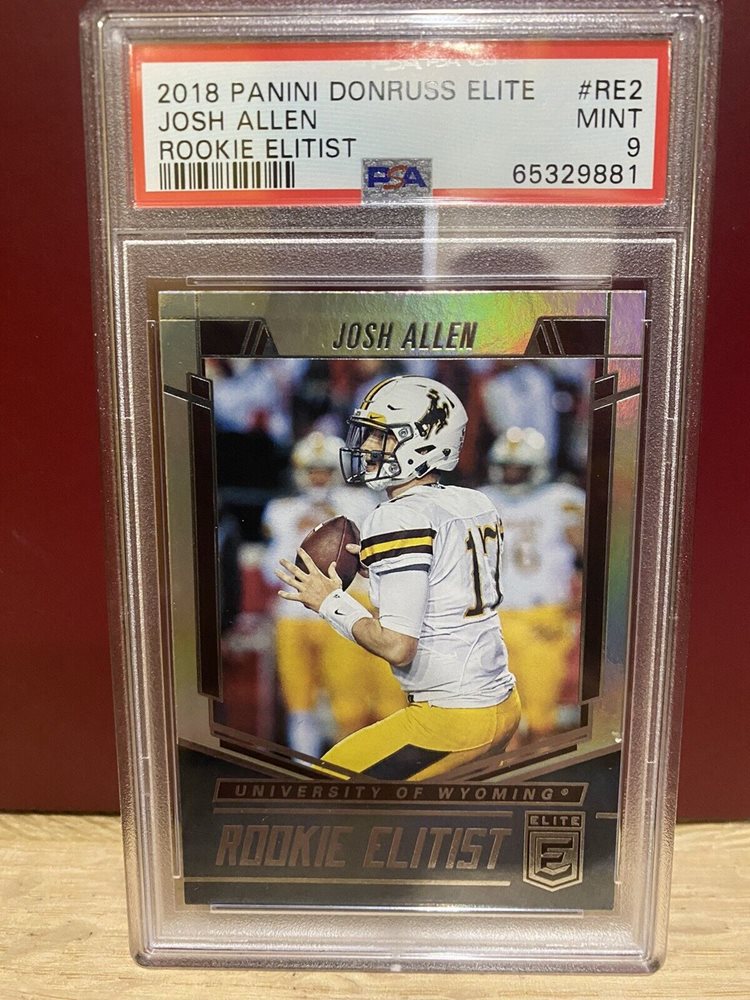 2018 PANINI DONRUSS ELITE #RE2
JOSH ALLEN MINT
ROOKIE ELITIST 9
PSA 65329881
JOSH ALLEN
17
UNIVERSITY OF WYOMING®
ROOKIE ELITIST
ELITE
E